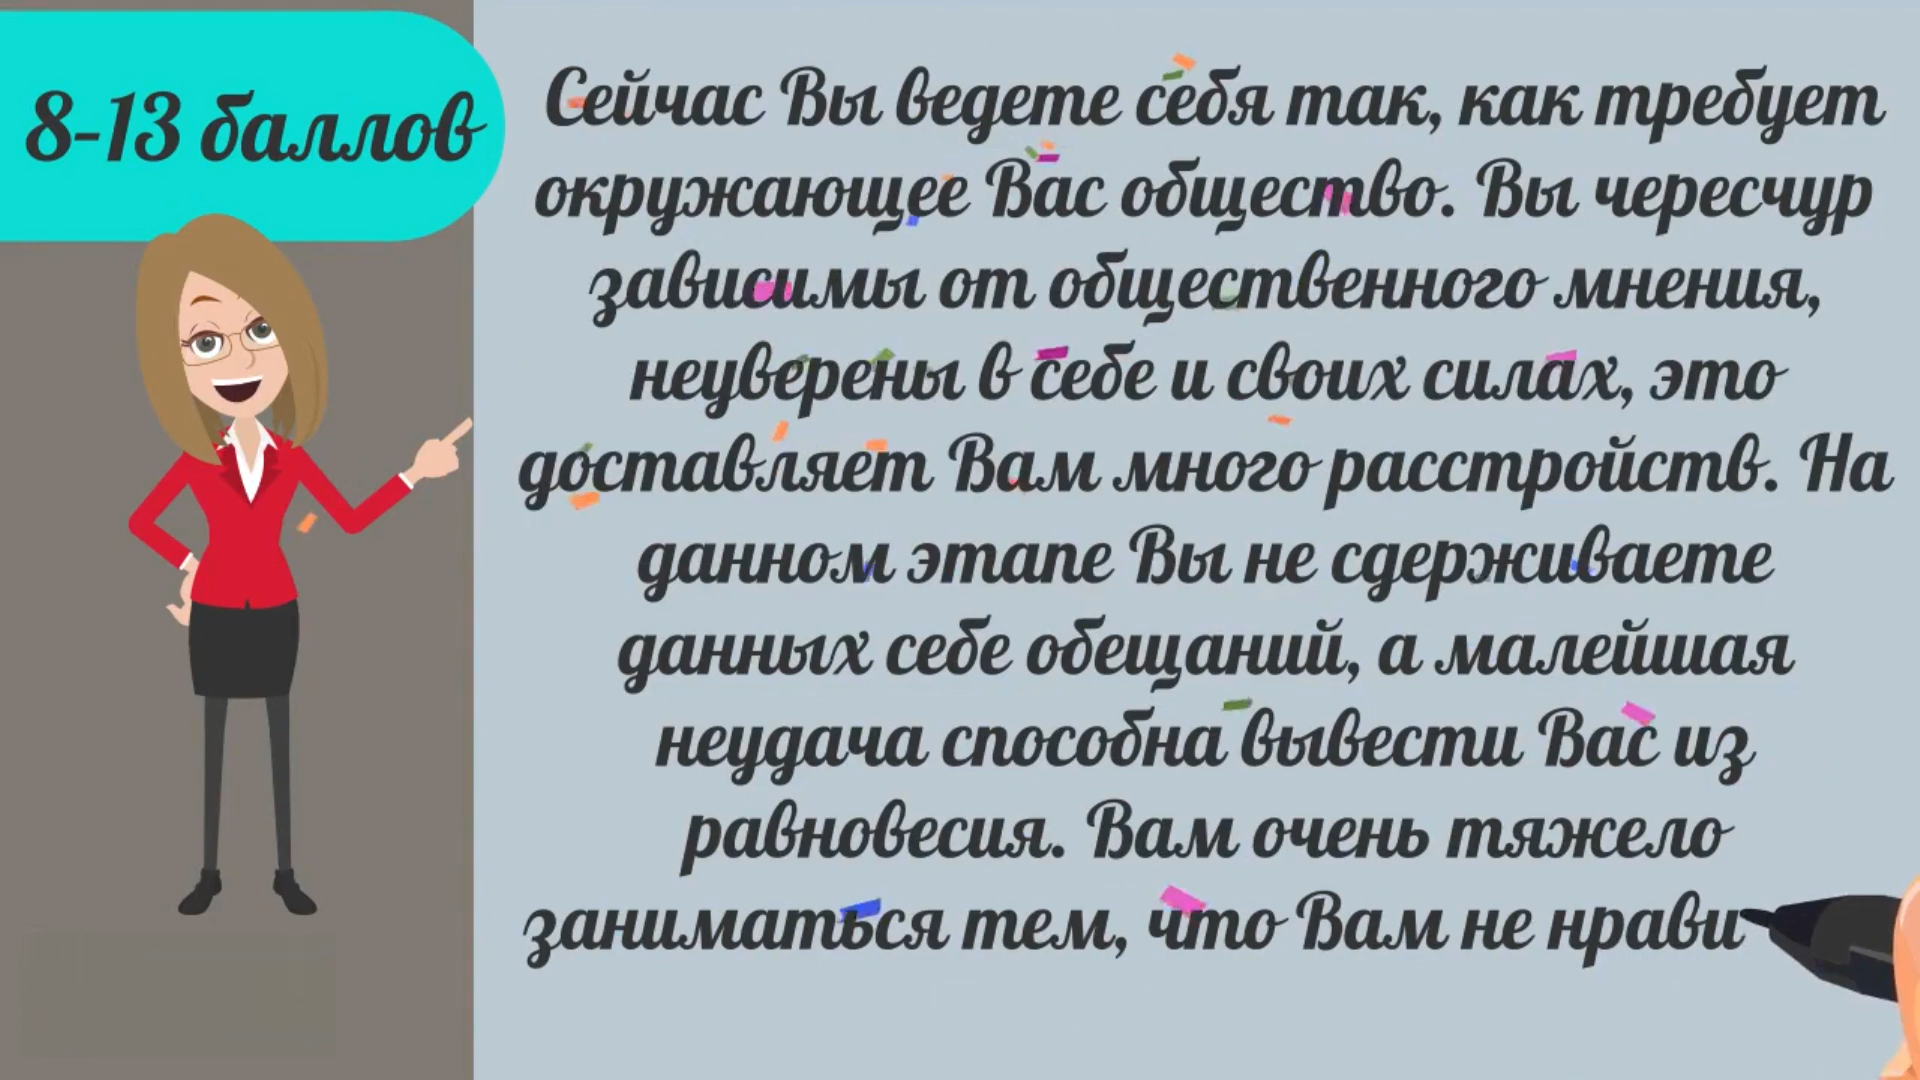 8-13 баллов
Сейчас Вы ведете себя так, как требует
окружающее Вас общество. Вы чересчур
зависимы от общественного мнения,
неуверены в себе и своих силах, это
доставляет Вам много расстройств. На
данном этапе Вы не сдерживаете
данных себе обещаний, а малейшая
неудача способна вывести Вас из
равновесия. Вам очень тяжело
заниматься тем, что Вам не нрави